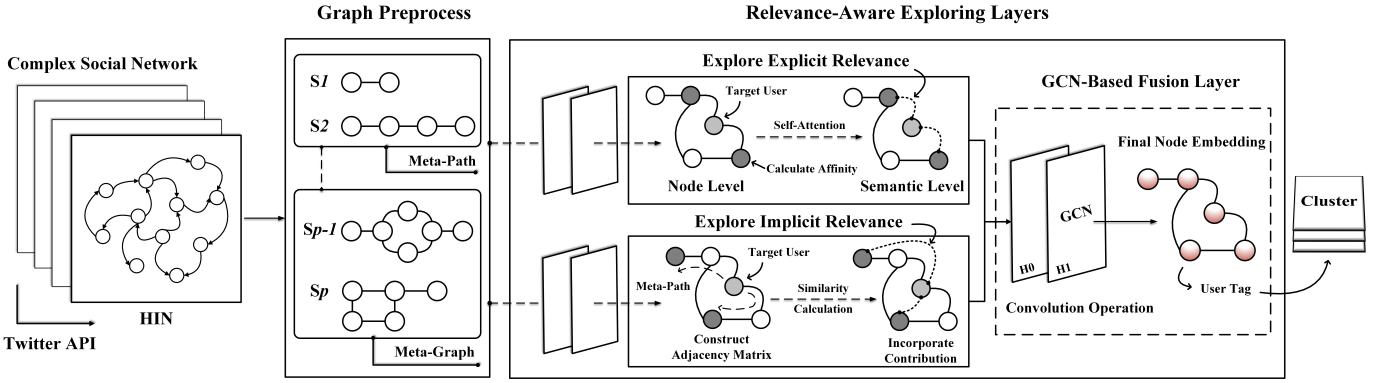 Graph Preprocess
Relevance-Aware Exploring Layers
Complex Social Network
HIN
Twitter API
S1
S2
Meta-Path
Sp-1
Sp
Meta-Graph
Explore Explicit Relevance
Target User
Self-Attention
Calculate Affinity
Node Level
Semantic Level
Explore Implicit Relevance
Target User
Meta-Path
Similarity
Calculation
Construct
Adjacency Matrix
Incorporate
Contribution
GCN-Based Fusion Layer
Final Node Embedding
GCN
H0
H1
User Tag
Convolution Operation
Cluster